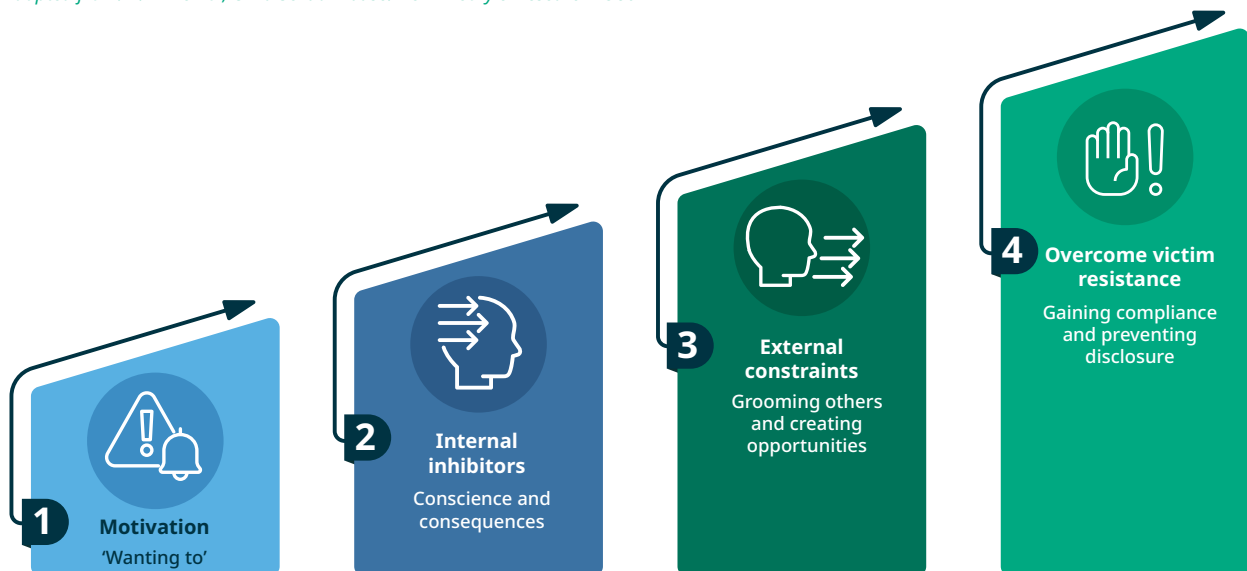 1
Motivation
‘Wanting to’
2
Internal
inhibitors
Conscience and
consequences
3
External
constraints
Grooming others
and creating
opportunities
4
Overcome victim
resistance
Gaining compliance
and preventing
disclosure